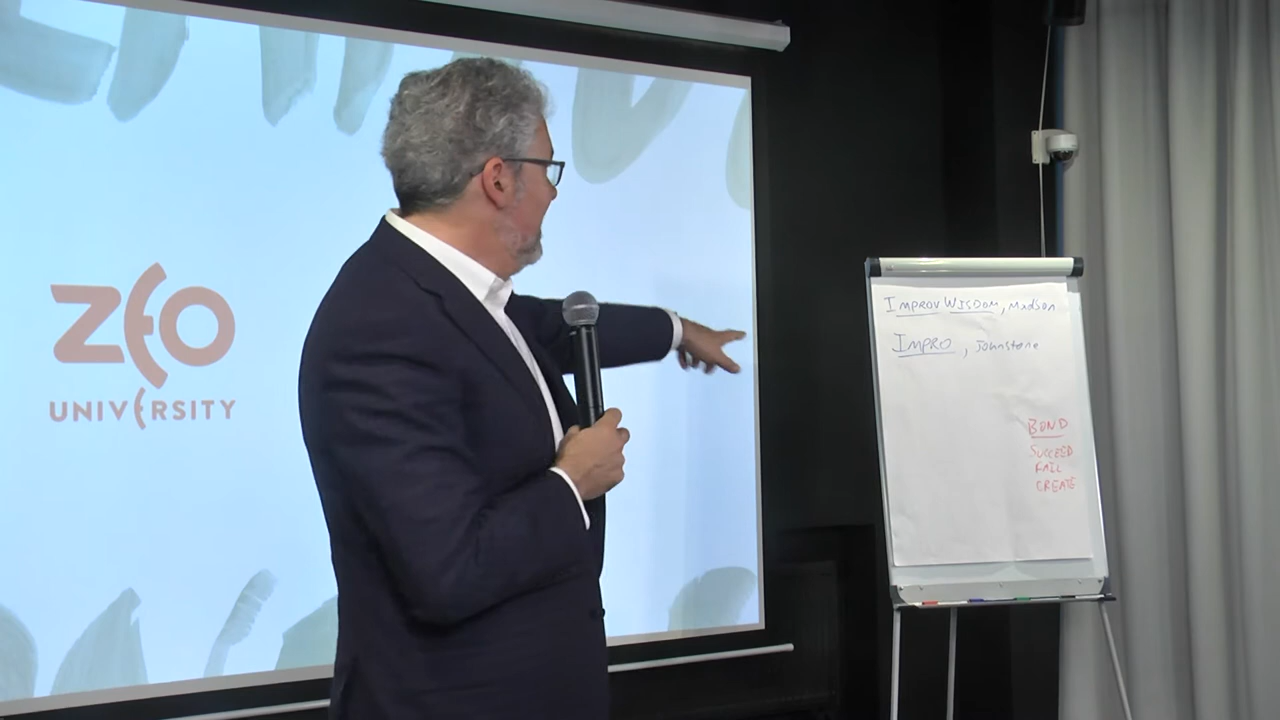 ZEO
UNIVERSITY
IMPROV WISDOM, Madson
IMPRO, Johnstone
BOND
SUCCEED
FAIL
CREATE